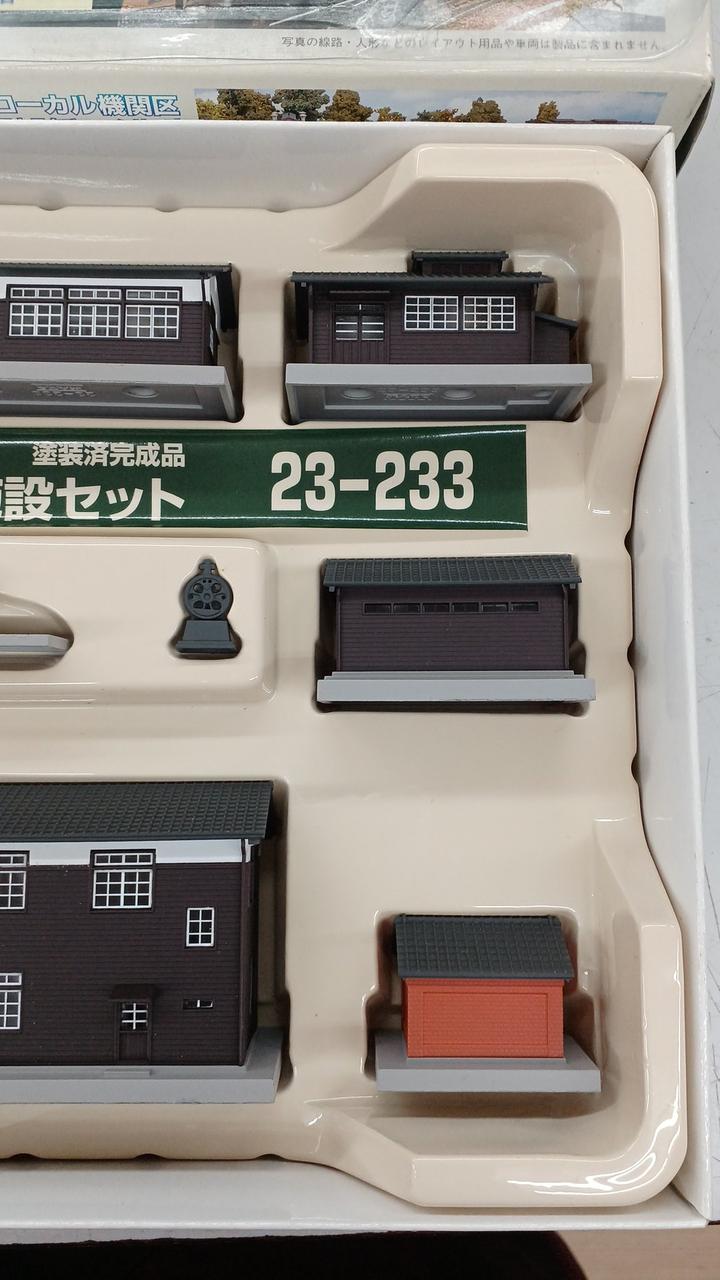 写真の線路・人形などのレイアウト用品や車両は製品に含まれません
ローカル機関区
塗装済完成品
設セット
23-233